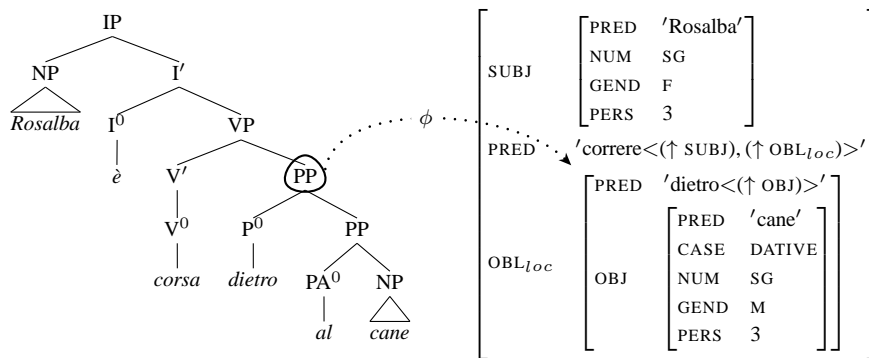 IP
NP I′
Rosalba I⁰ VP
è V′ PP
V⁰ P⁰ PP
corsa dietro PA⁰ NP
al cane
ϕ
SUBJ
PRED ′Rosalba′
NUM SG
GEND F
PERS 3
PRED ′correre<(↑ SUBJ), (↑ OBLloc)>′
OBLloc
PRED ′dietro<(↑ OBJ)>′
OBJ
PRED ′cane′
CASE DATIVE
NUM SG
GEND M
PERS 3